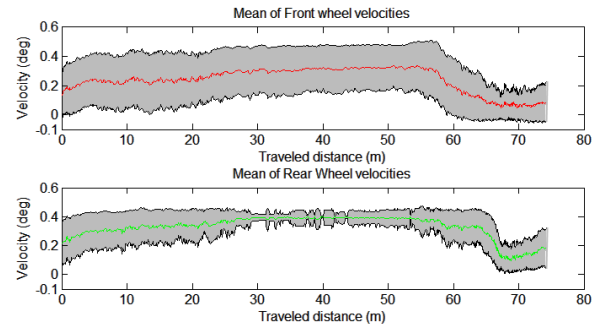 Mean of Front wheel velocities
0.6
0.4
0.2
0
-0.1
Velocity (deg)
0 10 20 30 40 50 60 70 80
Traveled distance (m)
Mean of Rear Wheel velocities
0.6
0.4
0.2
0
-0.1
Velocity (deg)
0 10 20 30 40 50 60 70 80
Traveled distance (m)